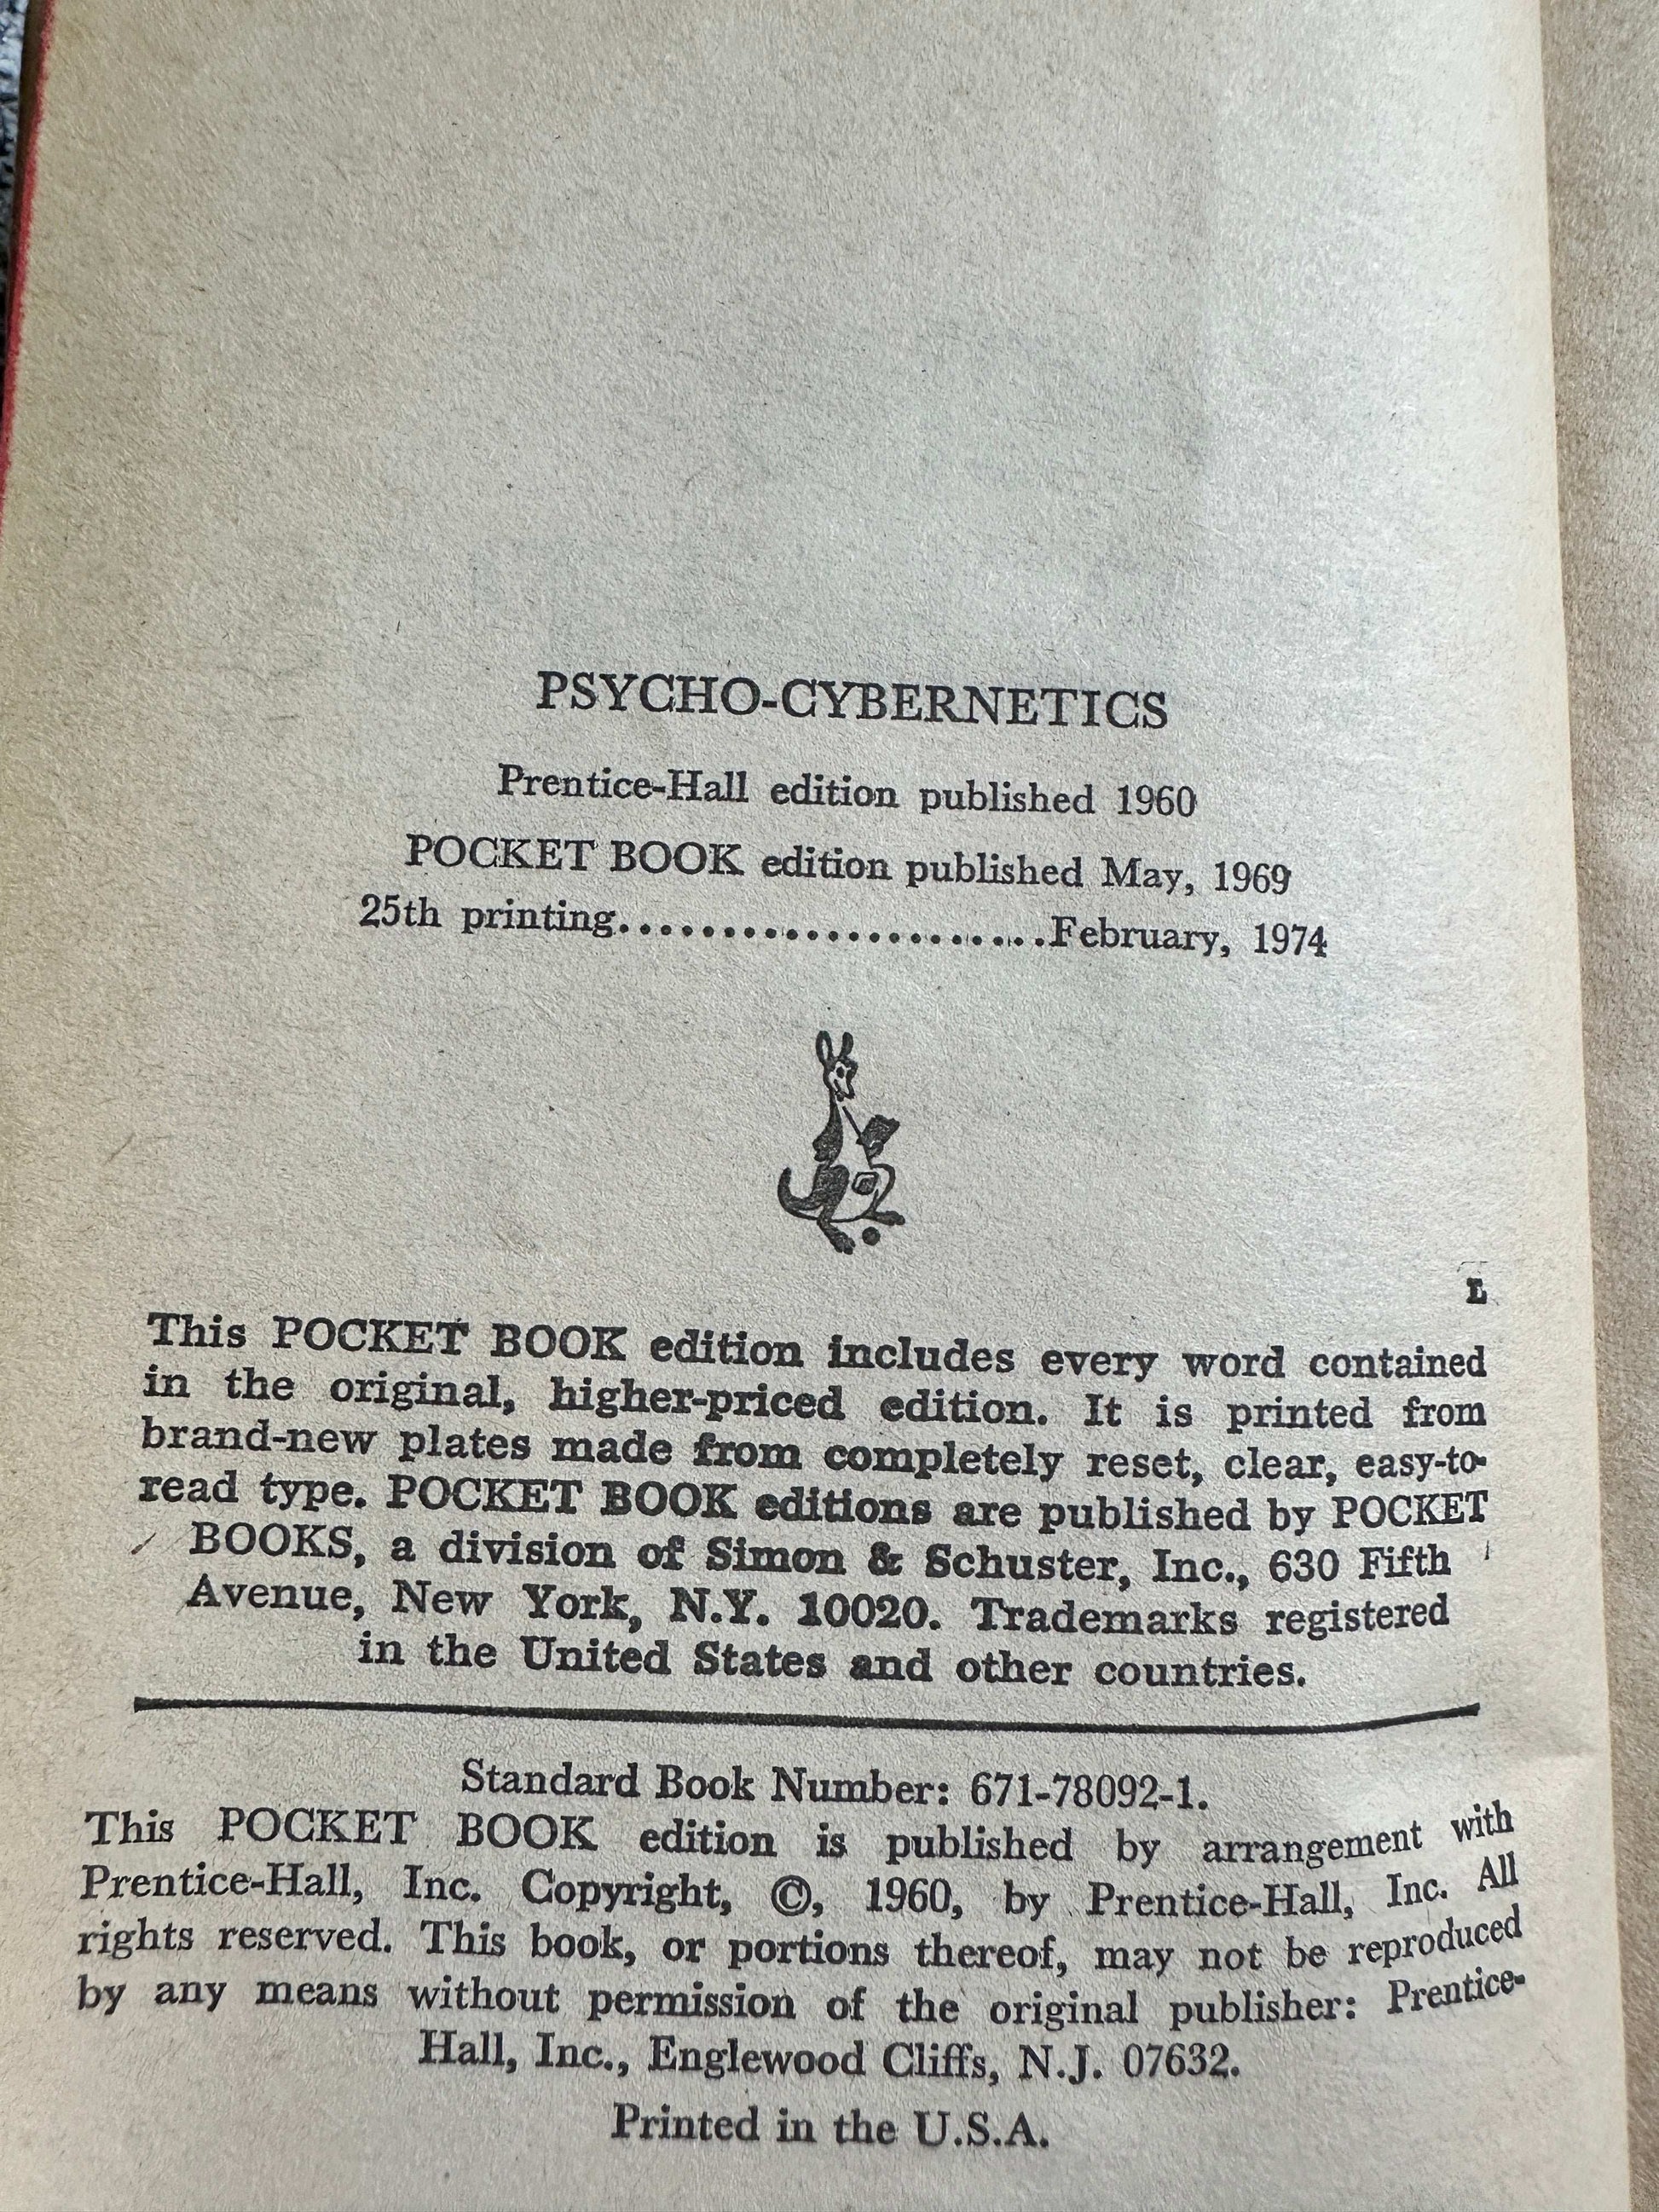 PSYCHO-CYBERNETICS
Prentice-Hall edition published 1960
POCKET BOOK edition published May, 1969
25th printing.....................February, 1974
L
This POCKET BOOK edition includes every word contained
in the original, higher-priced edition. It is printed from
brand-new plates made from completely reset, clear, easy-to-
read type. POCKET BOOK editions are published by POCKET
BOOKS, a division of Simon & Schuster, Inc., 630 Fifth
Avenue, New York, N.Y. 10020. Trademarks registered
in the United States and other countries.
Standard Book Number: 671-78092-1.
This POCKET BOOK edition is published by arrangement with
Prentice-Hall, Inc. Copyright, ©, 1960, by Prentice-Hall, Inc. All
rights reserved. This book, or portions thereof, may not be reproduced
by any means without permission of the original publisher: Prentice-
Hall, Inc., Englewood Cliffs, N.J. 07632.
Printed in the U.S.A.